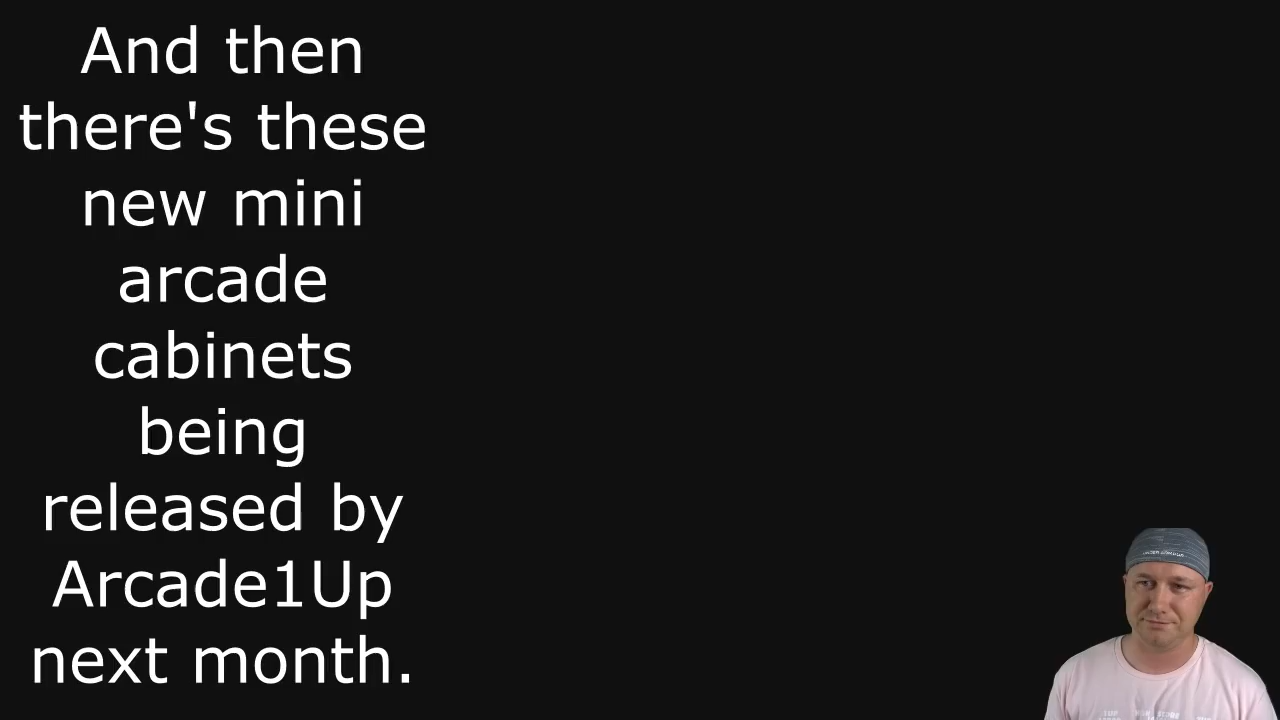 And then
there's these
new mini
arcade
cabinets
being
released by
Arcade1Up
next month.